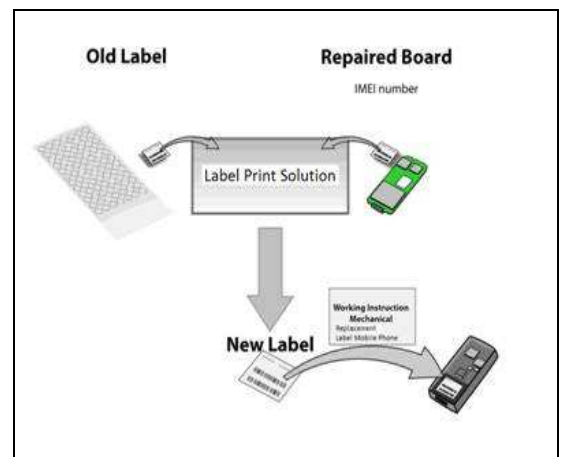 Old Label
Repaired Board
IMEI number
Label Print Solution
Working Instruction
Mechanical
Replacement
Label Mobile Phone
New Label